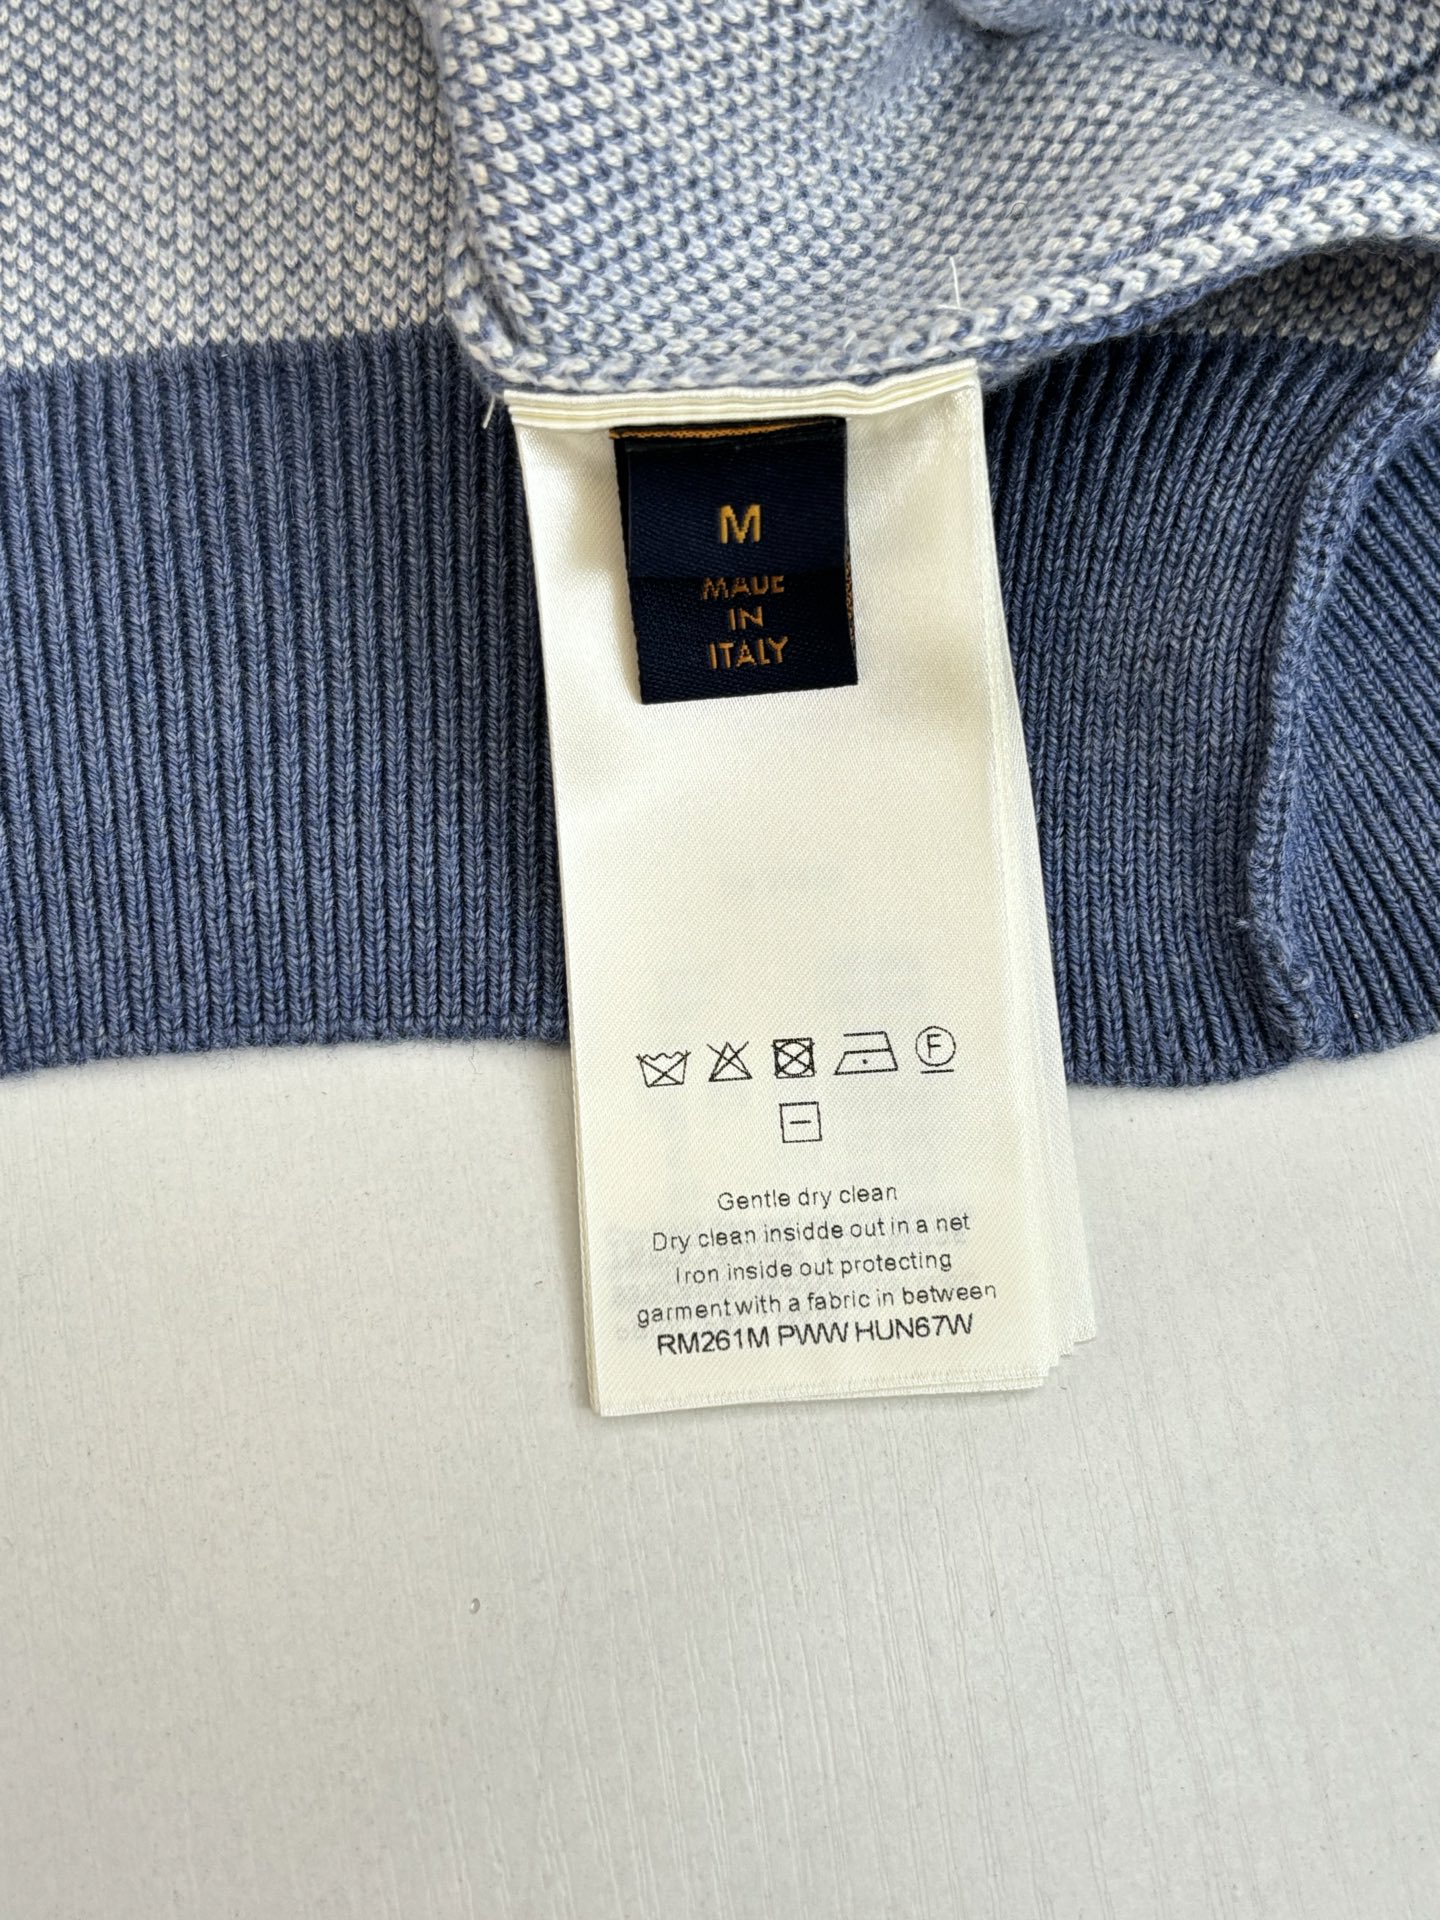 M
MADE
IN
ITALY
F
Gentle dry clean
Dry clean insidde out in a net
Iron inside out protecting
garment with a fabric in between
RM261M PWW HUN67W